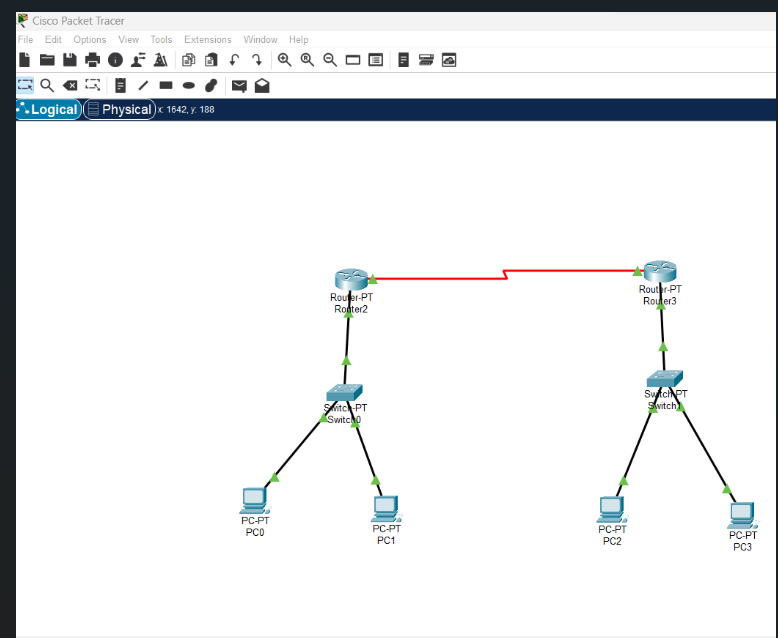 Cisco Packet Tracer
File Edit Options View Tools Extensions Window Help
Logical Physical x: 1642, y: 188
Router-PT
Router2
Router-PT
Router3
Switch-PT
Switch0
Switch-PT
Switch1
PC-PT
PC0
PC-PT
PC1
PC-PT
PC2
PC-PT
PC3